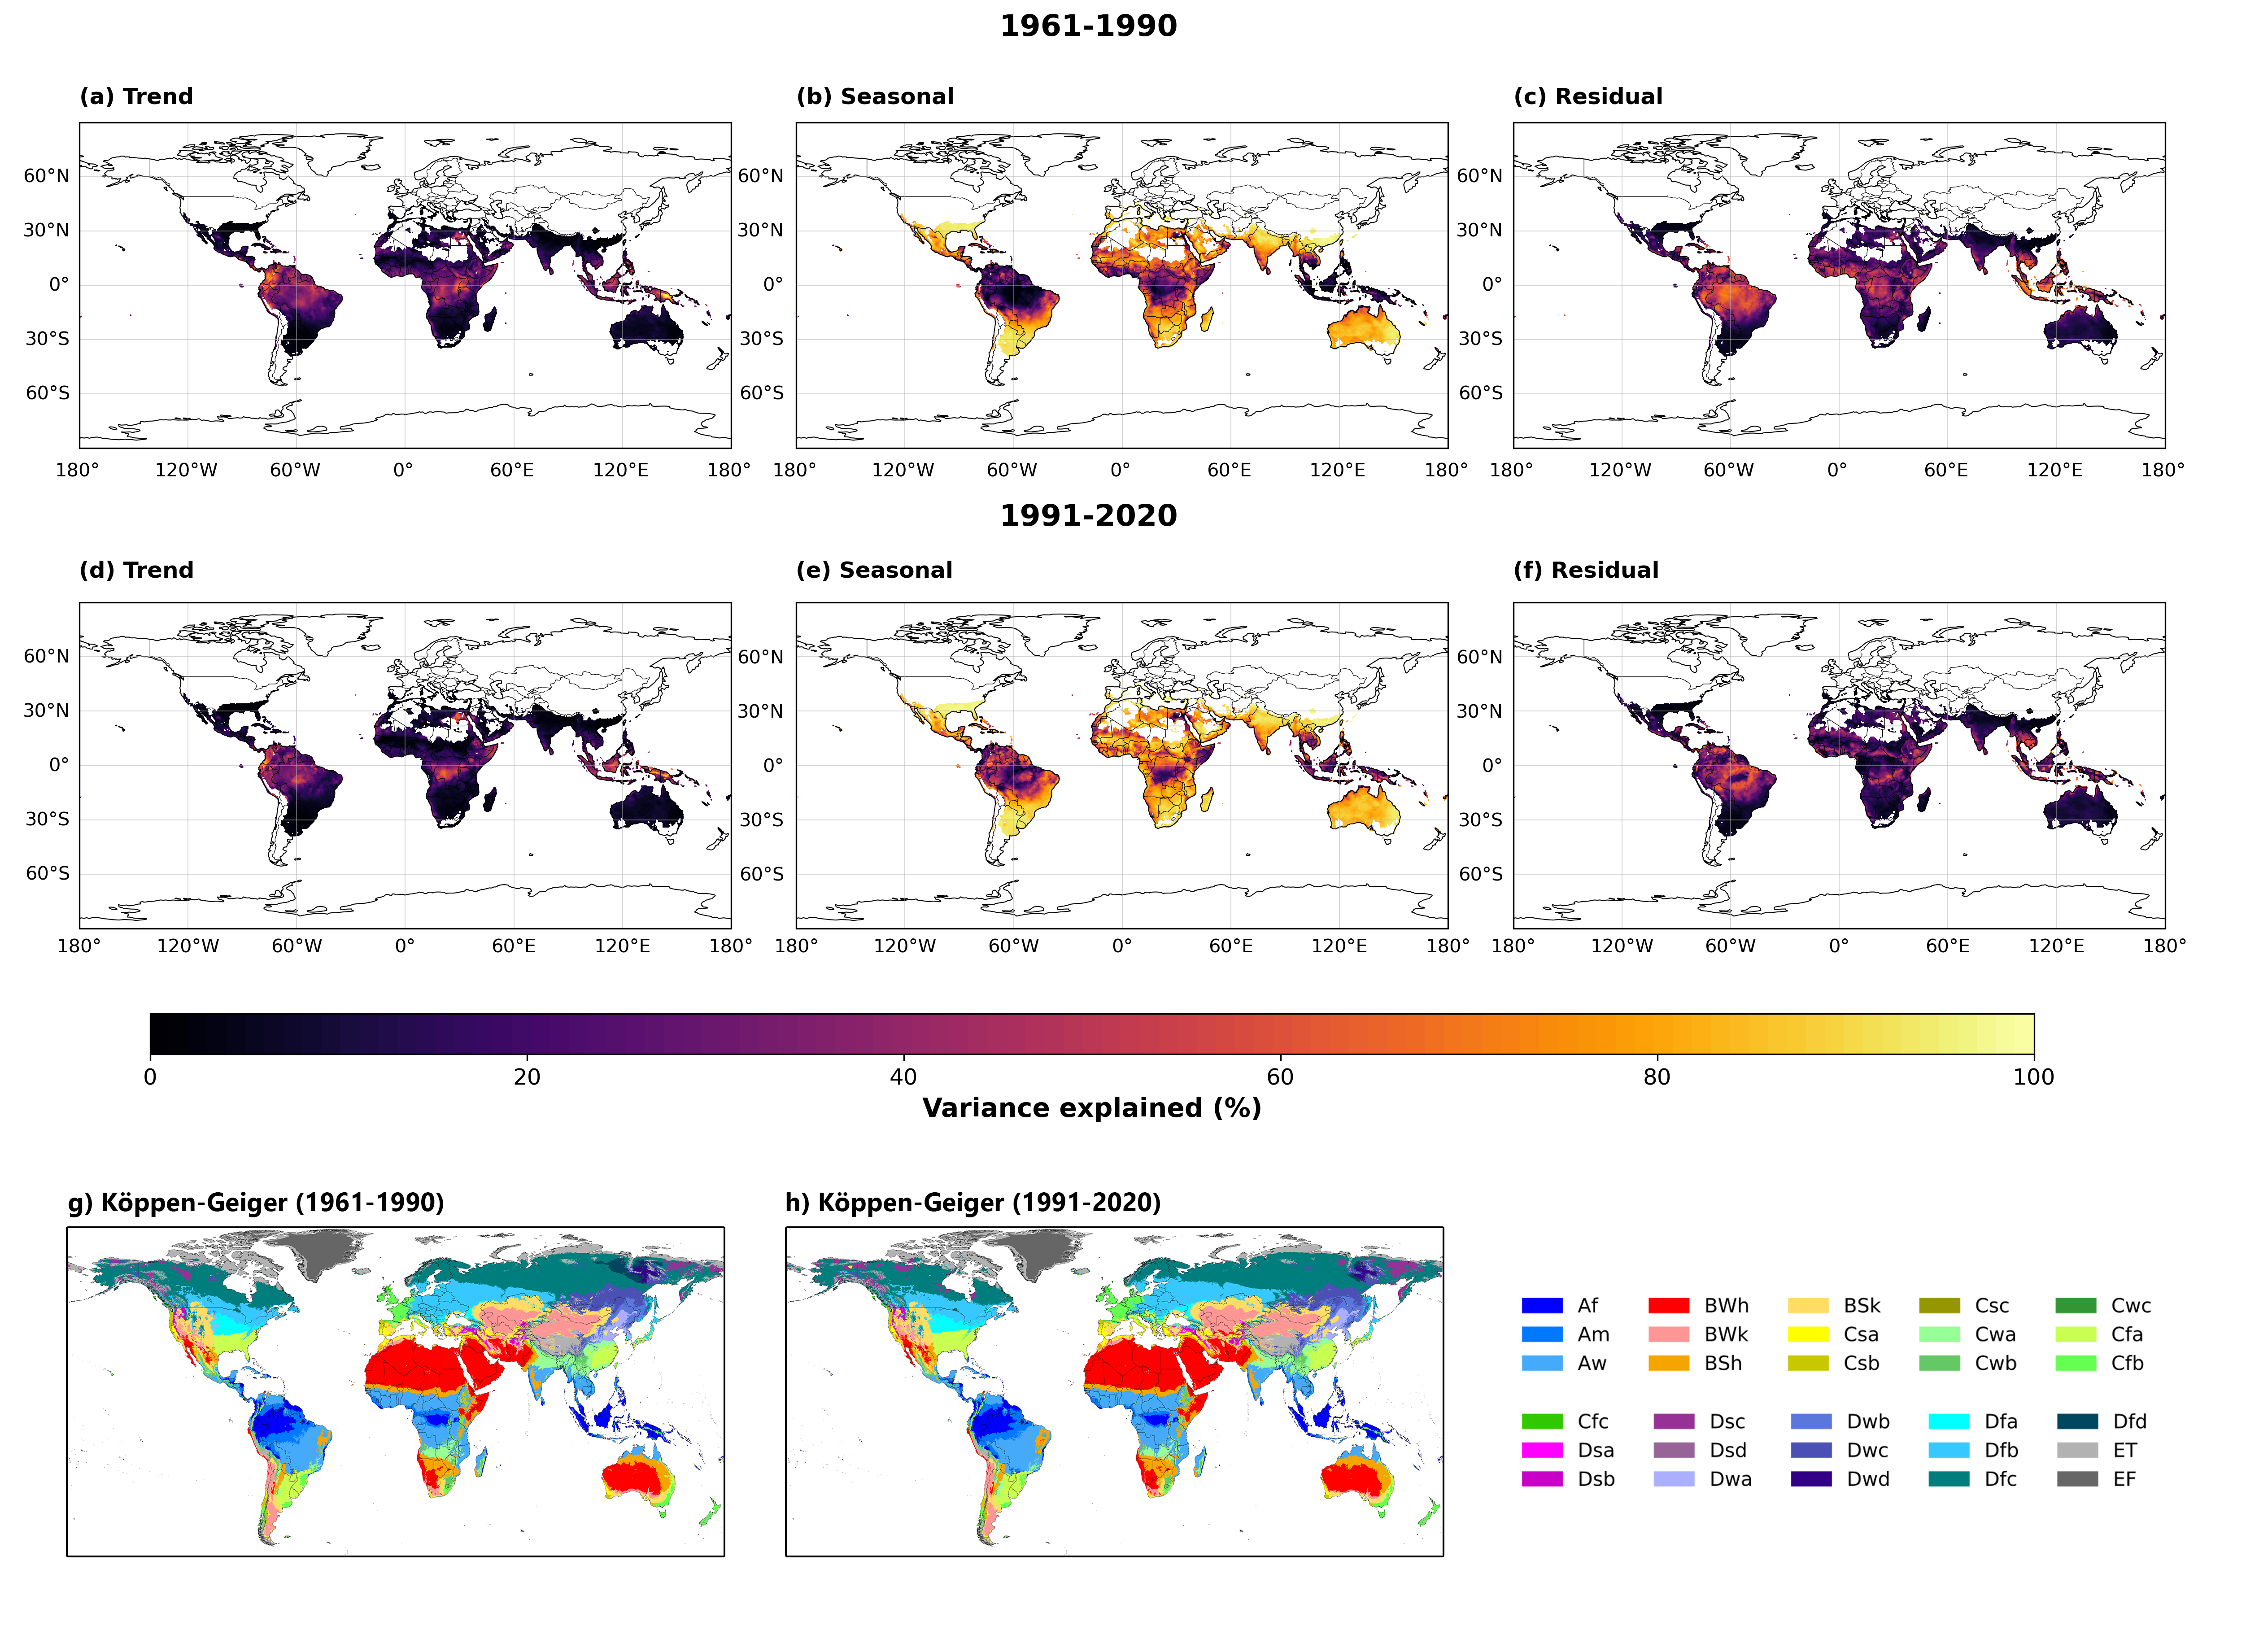 1961-1990
(a) Trend (b) Seasonal (c) Residual
60°N 60°N 60°N
30°N 30°N 30°N
0° 0° 0°
30°S 30°S 30°S
60°S 60°S 60°S
180° 120°W 60°W 0° 60°E 120°E 180° 180° 120°W 60°W 0° 60°E 120°E 180° 180° 120°W 60°W 0° 60°E 120°E 180°
1991-2020
(d) Trend (e) Seasonal (f) Residual
60°N 60°N 60°N
30°N 30°N 30°N
0° 0° 0°
30°S 30°S 30°S
60°S 60°S 60°S
180° 120°W 60°W 0° 60°E 120°E 180° 180° 120°W 60°W 0° 60°E 120°E 180° 180° 120°W 60°W 0° 60°E 120°E 180°
0 20 40 60 80 100
Variance explained (%)
g) Köppen-Geiger (1961-1990) h) Köppen-Geiger (1991-2020)
Af BWh BSk Csc Cwc
Am BWk Csa Cwa Cfa
Aw BSh Csb Cwb Cfb
Cfc Dsc Dwb Dfa Dfd
Dsa Dsd Dwc Dfb ET
Dsb Dwa Dwd Dfc EF